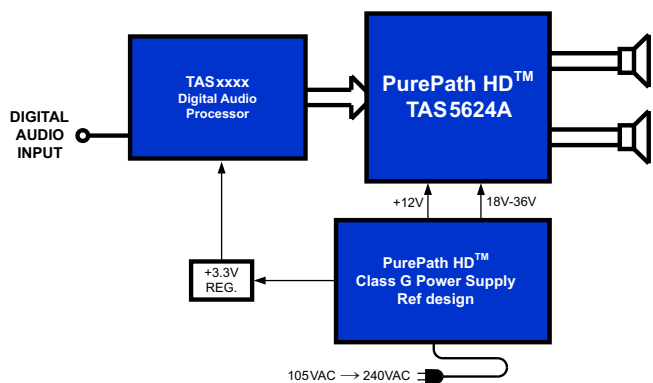 TASxxxx
Digital Audio
Processor
PurePath HD™
TAS5624A
DIGITAL
AUDIO
INPUT
+12V
18V-36V
+3.3V
REG.
PurePath HD™
Class G Power Supply
Ref design
105VAC → 240VAC